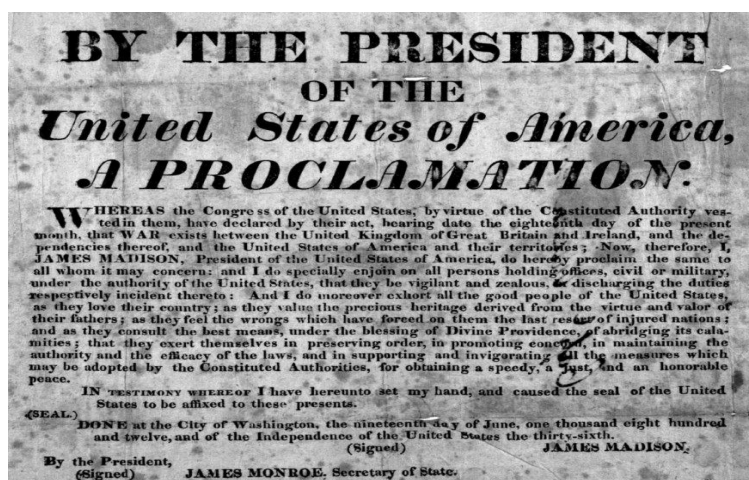 BY THE PRESIDENT
OF THE
United States of America,
A PROCLAMATION.
WHEREAS the Congress of the United States, by virtue of the Constituted Authority ves-
ted in them, have declared by their act, bearing date the eighteenth day of the present
month, that WAR exists between the United Kingdom of Great Britain and Ireland, and the de-
pendencies thereof, and the United States of America and their territories; Now, therefore, I,
JAMES MADISON, President of the United States of America, do hereby proclaim the same to
all whom it may concern: and I do specially enjoin on all persons holding offices, civil or military,
under the authority of the United States, that they be vigilant and zealous, in discharging the duties
respectively incident thereto: And I do moreover exhort all the good people of the United States,
as they love their country; as they value the precious heritage derived from the virtue and valor of
their fathers; as they feel the wrongs which have forced on them the last resort of injured nations;
and as they consult the best means, under the blessing of Divine Providence, of abridging its cala-
mities; that they exert themselves in preserving order, in promoting concord, in maintaining the
authority and the efficacy of the laws, and in supporting and invigorating all the measures which
may be adopted by the Constituted Authorities, for obtaining a speedy, a just, and an honorable
peace.
IN TESTIMONY WHEREOF I have hereunto set my hand, and caused the seal of the United
States to be affixed to these presents.
(SEAL.)
DONE at the City of Washington, the nineteenth day of June, one thousand eight hundred
and twelve, and of the Independence of the United States the thirty-sixth.
(Signed) JAMES MADISON.
By the President,
(Signed) JAMES MONROE. Secretary of State.